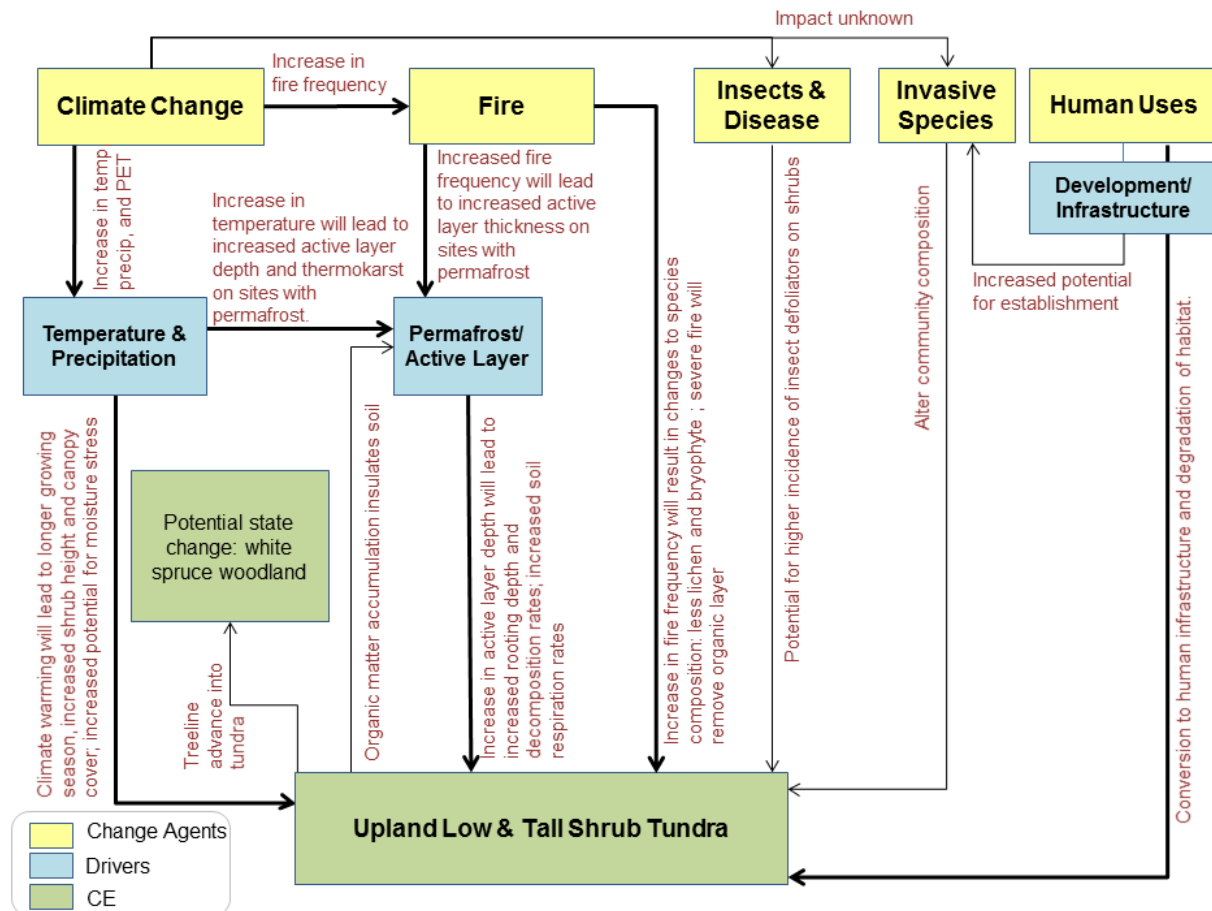 Impact unknown
Increase in
fire frequency
Climate Change
Fire
Insects &
Disease
Invasive
Species
Human Uses
Development/
Infrastructure
Increase in temp
precip, and PET
Increase in
temperature will lead to
increased active layer
depth and thermokarst
on sites with
permafrost.
Increased fire
frequency will lead
to increased active
layer thickness on
sites with
permafrost
Increased potential
for establishment
Temperature &
Precipitation
Permafrost/
Active Layer
Climate warming will lead to longer growing
season, increased shrub height and canopy
cover; increased potential for moisture stress
Potential state
change: white
spruce woodland
Treeline
advance into
tundra
Organic matter accumulation insulates soil
Increase in active layer depth will lead to
increased rooting depth and
decomposition rates; increased soil
respiration rates
Increase in fire frequency will result in changes to species
composition: less lichen and bryophyte ; severe fire will
remove organic layer
Potential for higher incidence of insect defoliators on shrubs
Alter community composition
Conversion to human infrastructure and degradation of habitat.
Upland Low & Tall Shrub Tundra
Change Agents
Drivers
CE